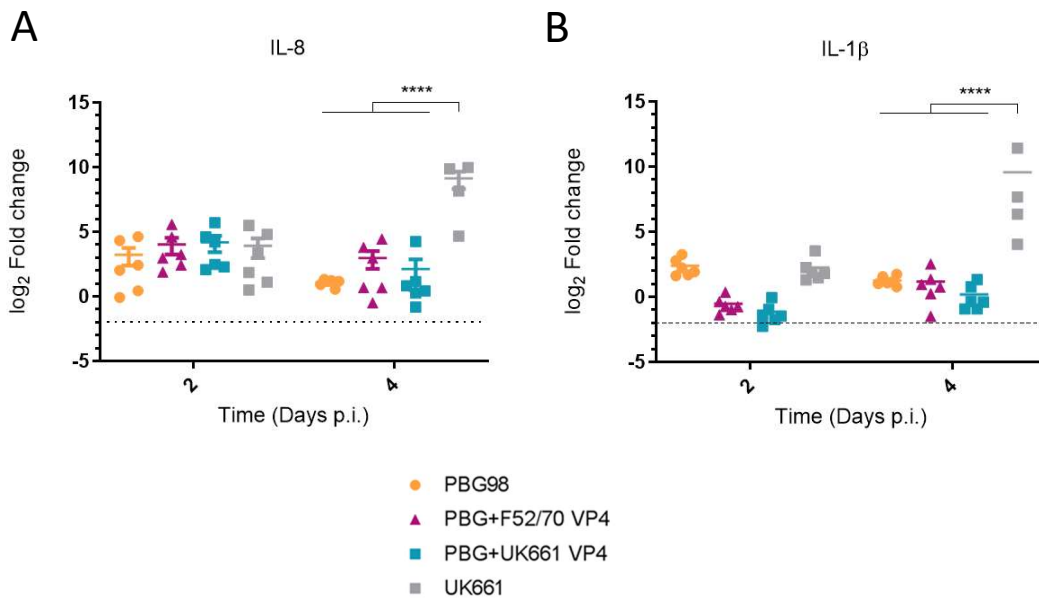 A
IL-8
****
15
10
5
0
-5
log2 Fold change
2
4
Time (Days p.i.)
B
IL-1β
****
15
10
5
0
-5
log2 Fold change
2
4
Time (Days p.i.)
PBG98
PBG+F52/70 VP4
PBG+UK661 VP4
UK661